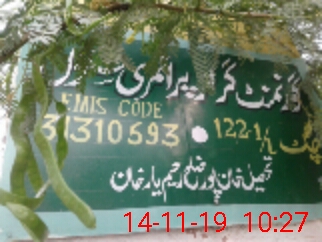 گورنمنٹ گرلز پرائمری سکول
EMIS CODE
31310593 • چک 122-1/L
تحصیل خان پور ضلع رحیم یار خان
14-11-19 10:27